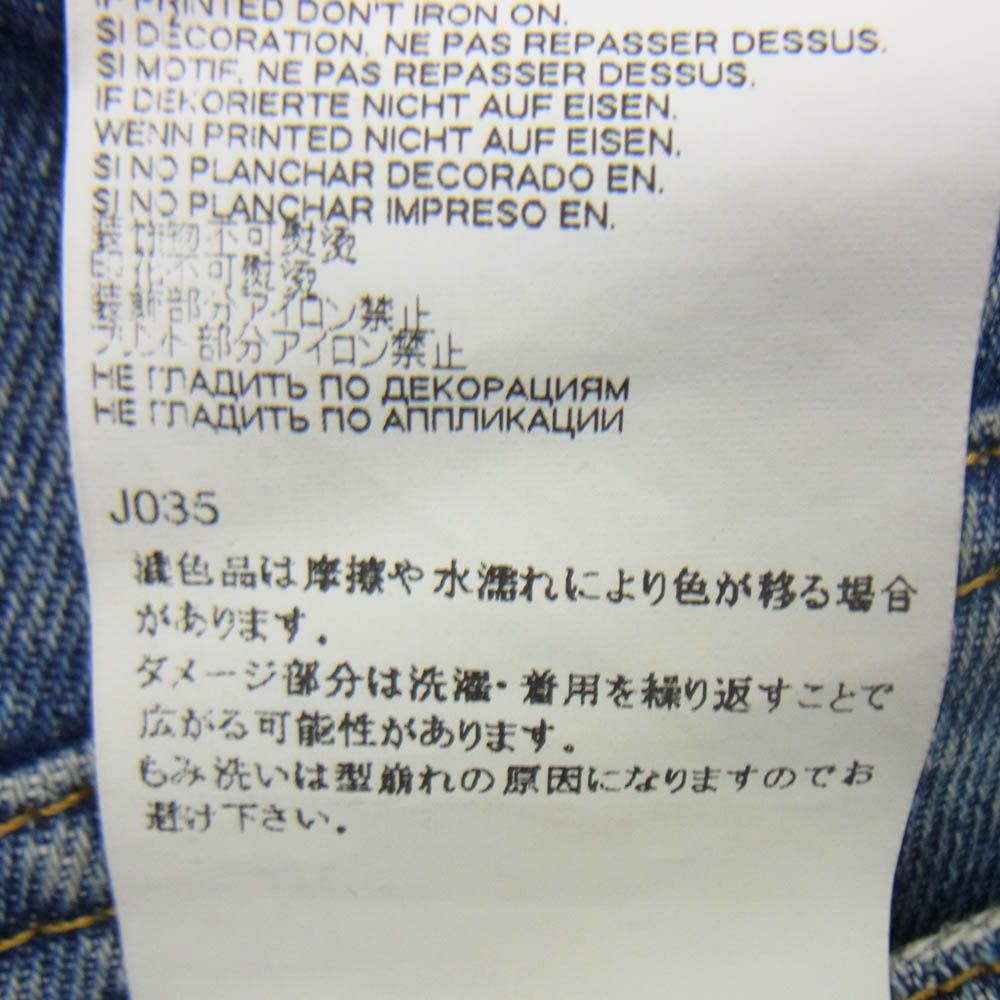 IF PRINTED DON'T IRON ON.
SI DECORATION, NE PAS REPASSER DESSUS.
SI MOTIF, NE PAS REPASSER DESSUS.
IF DEKORIERTE NICHT AUF EISEN.
WENN PRINTED NICHT AUF EISEN.
SI NO PLANCHAR DECORADO EN.
SI NO PLANCHAR IMPRESO EN.
装饰物不可熨烫
印花不可熨烫
装飾部分アイロン禁止
プリント部分アイロン禁止
НЕ ГЛАДИТЬ ПО ДЕКОРАЦИЯМ
НЕ ГЛАДИТЬ ПО АППЛИКАЦИИ
J035
濃色品は摩擦や水濡れにより色が移る場合
があります。
ダメージ部分は洗濯・着用を繰り返すことで
広がる可能性があります。
もみ洗いは型崩れの原因になりますのでお
避け下さい。